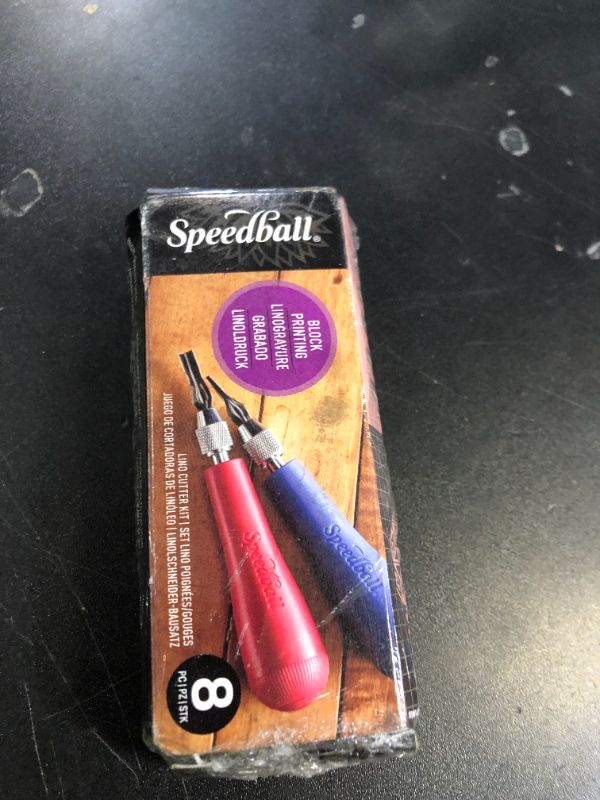 Speedball®
BLOCK
PRINTING
LINOGRAVURE
GRABADO
LINOLDRUCK
LINO CUTTER KIT | SET LINO POIGNÉES/GOUGES
JUEGO DE CORTADORAS DE LINÓLEO | LINOLSCHNEIDER-BAUSATZ
Speedball
Speedball
8
PC | PZ | STK